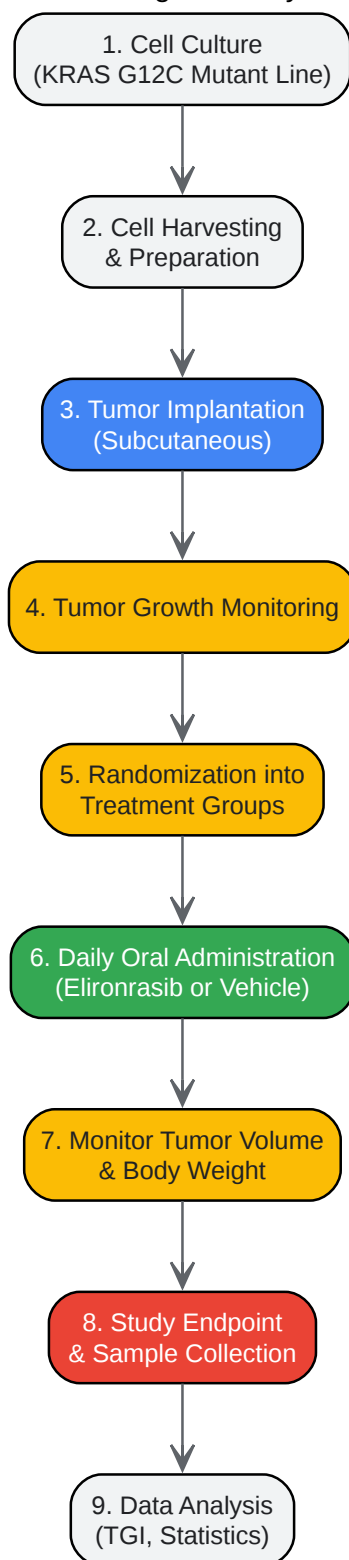 1. Cell Culture
(KRAS G12C Mutant Line)
2. Cell Harvesting
& Preparation
3. Tumor Implantation
(Subcutaneous)
4. Tumor Growth Monitoring
5. Randomization into
Treatment Groups
6. Daily Oral Administration
(Elironrasib or Vehicle)
7. Monitor Tumor Volume
& Body Weight
8. Study Endpoint
& Sample Collection
9. Data Analysis
(TGI, Statistics)